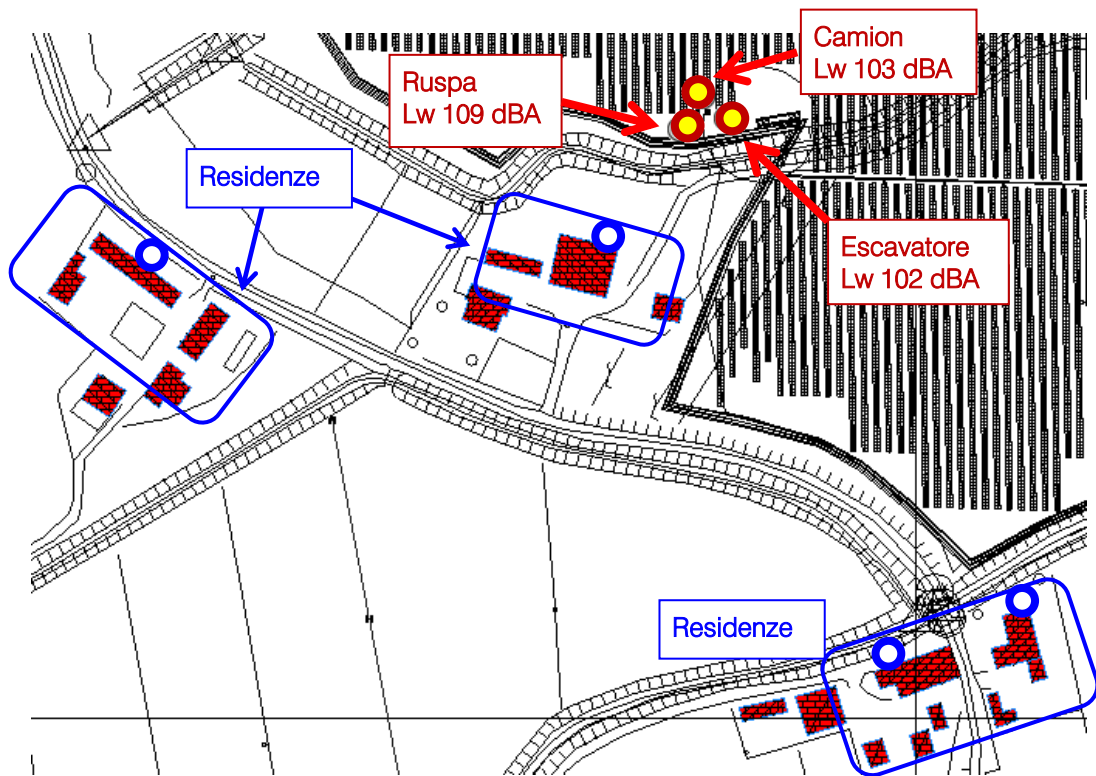 Camion
Lw 103 dBA
Ruspa
Lw 109 dBA
Residenze
Escavatore
Lw 102 dBA
Residenze